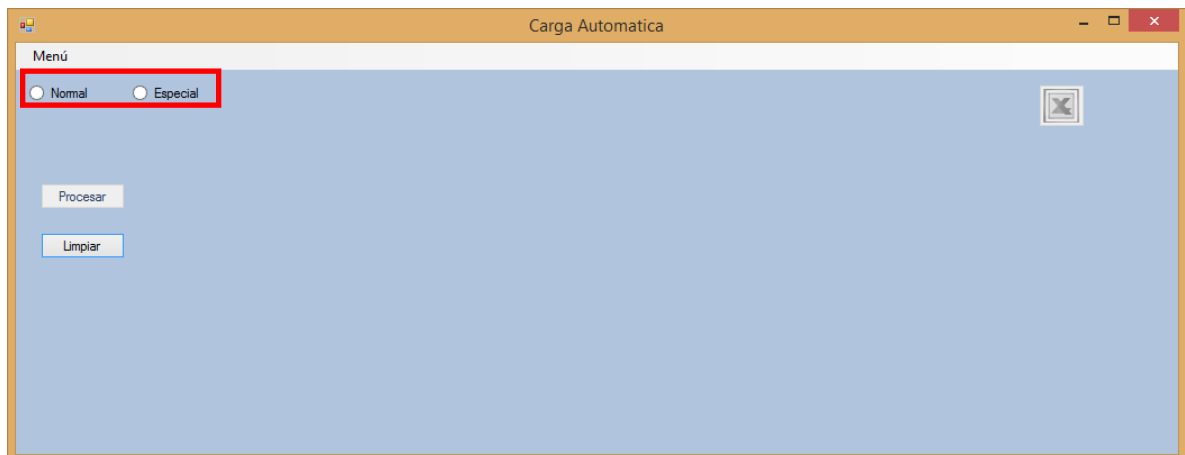 Carga Automatica
Menú
Normal Especial
Procesar
Limpiar